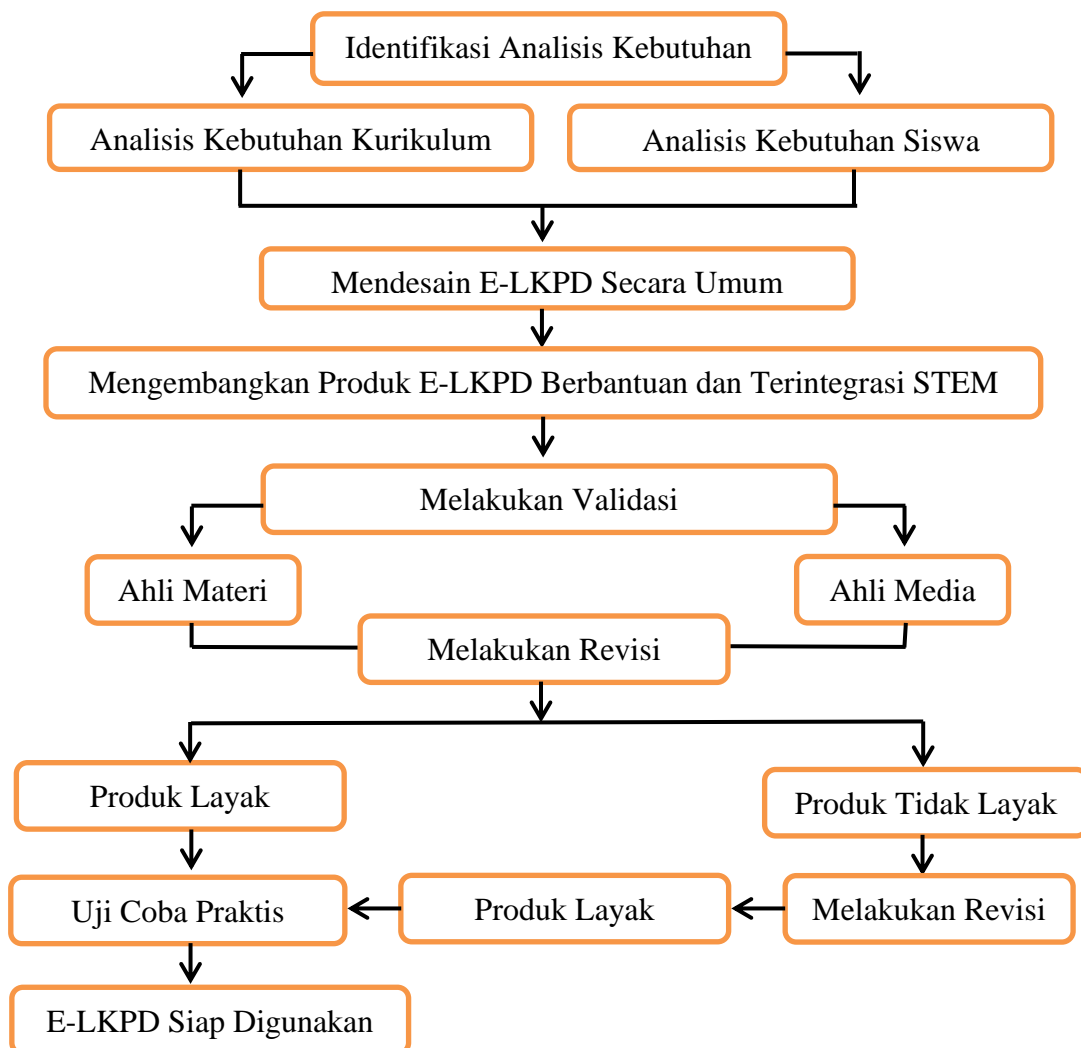 Identifikasi Analisis Kebutuhan
Analisis Kebutuhan Kurikulum
Analisis Kebutuhan Siswa
Mendesain E-LKPD Secara Umum
Mengembangkan Produk E-LKPD Berbantuan dan Terintegrasi STEM
Melakukan Validasi
Ahli Materi
Ahli Media
Melakukan Revisi
Produk Layak
Produk Tidak Layak
Uji Coba Praktis
Produk Layak
Melakukan Revisi
E-LKPD Siap Digunakan